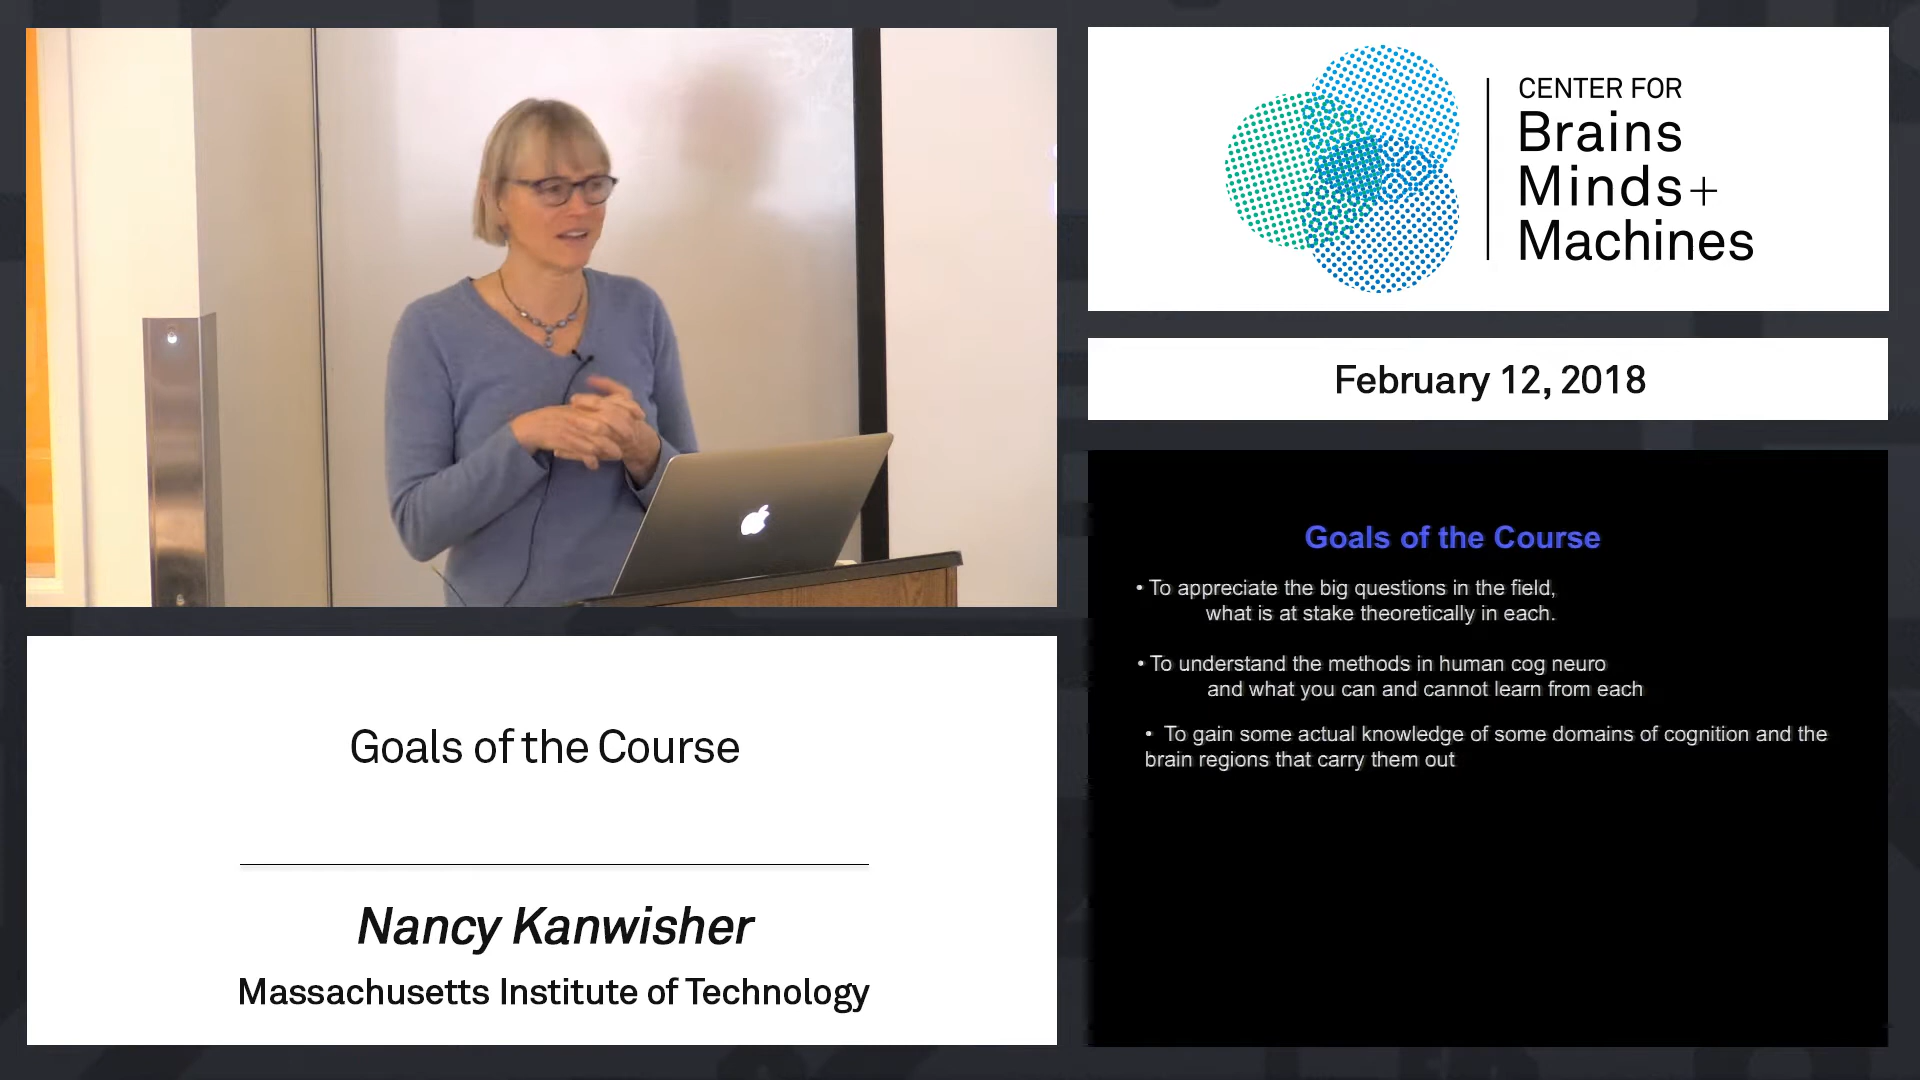 CENTER FOR
Brains
Minds+
Machines
February 12, 2018
Goals of the Course
• To appreciate the big questions in the field,
what is at stake theoretically in each.
• To understand the methods in human cog neuro
and what you can and cannot learn from each
• To gain some actual knowledge of some domains of cognition and the
brain regions that carry them out
Goals of the Course
Nancy Kanwisher
Massachusetts Institute of Technology